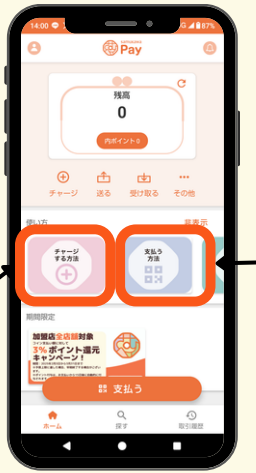 14:00
87%
Pay
残高
0
内ポイント 0
チャージ 送る 受け取る その他
使い方 非表示
チャージ
する方法
支払う
方法
期間限定
加盟店全店舗対象
3%ポイント還元
キャンペーン！
支払う
ホーム 探す 取引履歴